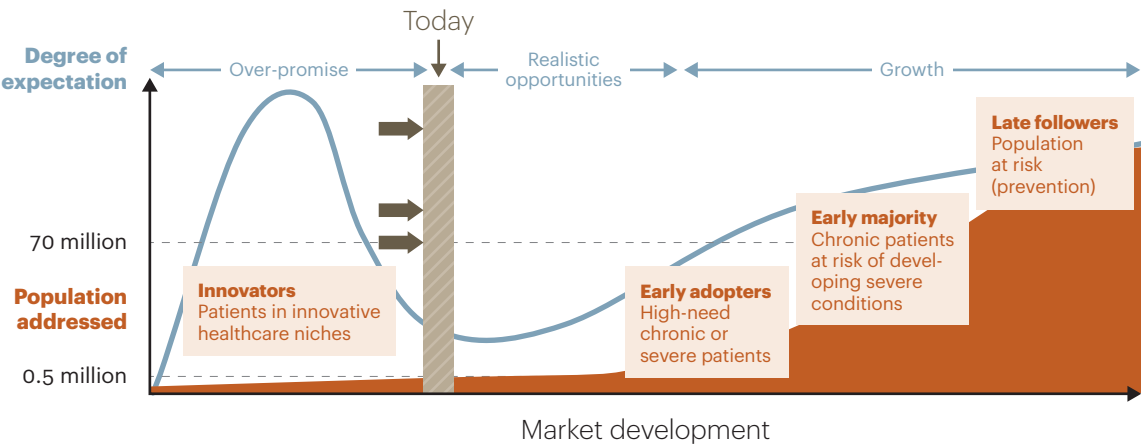 Today
Degree of
expectation
Over-promise
Realistic
opportunities
Growth
Late followers
Population
at risk
(prevention)
Early majority
Chronic patients
at risk of devel-
oping severe
conditions
70 million
Innovators
Patients in innovative
healthcare niches
Early adopters
High-need
chronic or
severe patients
Population
addressed
0.5 million
Market development